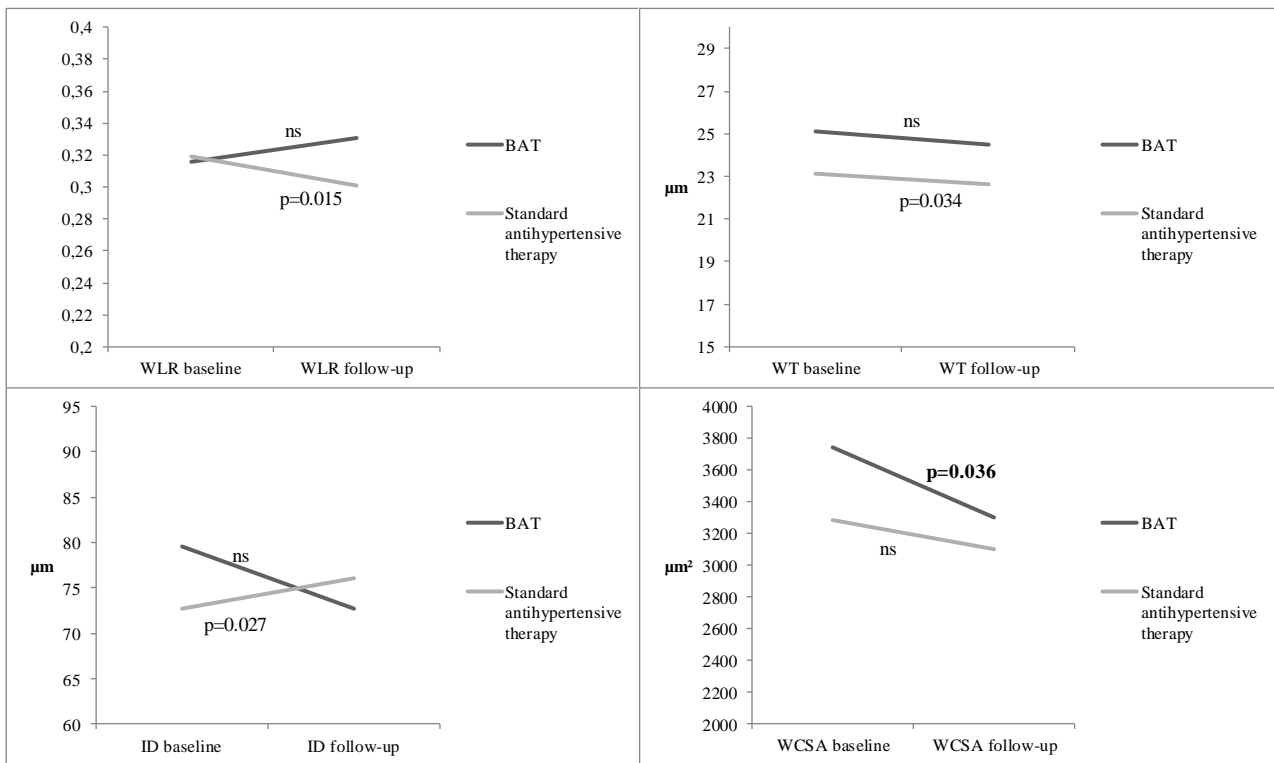 0,4
0,38
0,36
0,34
0,32
0,3
0,28
0,26
0,24
0,22
0,2
ns
p=0.015
WLR baseline
WLR follow-up
BAT
Standard
antihypertensive
therapy
29
27
25
23
21
19
17
15
µm
ns
p=0.034
WT baseline
WT follow-up
BAT
Standard
antihypertensive
therapy
95
90
85
80
75
70
65
60
µm
ns
p=0.027
ID baseline
ID follow-up
BAT
Standard
antihypertensive
therapy
4000
3800
3600
3400
3200
3000
2800
2600
2400
2200
2000
µm²
p=0.036
ns
WCSA baseline
WCSA follow-up
BAT
Standard
antihypertensive
therapy